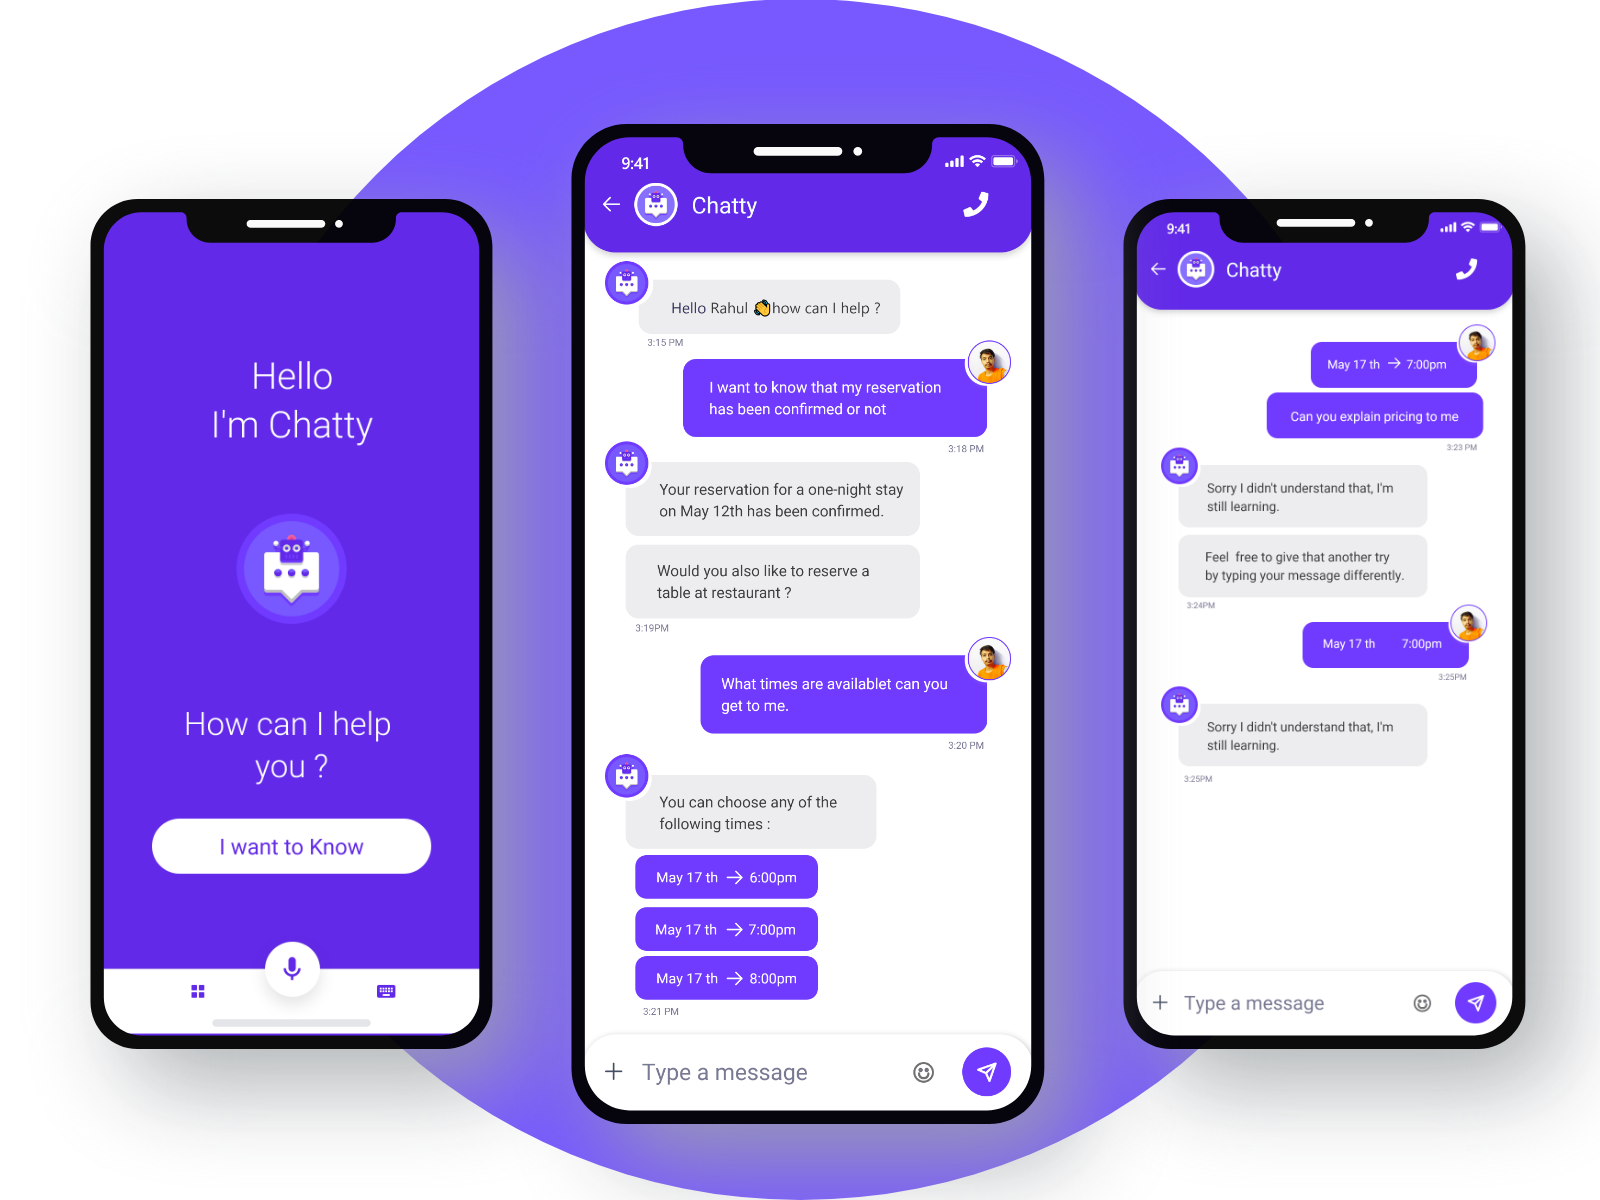 Hello
I'm Chatty
How can I help
you ?
I want to Know
9:41
Chatty
Hello Rahul 👏how can I help ?
3:15 PM
I want to know that my reservation
has been confirmed or not
3:18 PM
Your reservation for a one-night stay
on May 12th has been confirmed.
Would you also like to reserve a
table at restaurant ?
3:19PM
What times are availablet can you
get to me.
3:20 PM
You can choose any of the
following times :
May 17 th → 6:00pm
May 17 th → 7:00pm
May 17 th → 8:00pm
3:21 PM
Type a message
9:41
Chatty
May 17 th → 7:00pm
Can you explain pricing to me
3:23 PM
Sorry I didn't understand that, I'm
still learning.
Feel  free to give that another try
by typing your message differently.
3:24PM
May 17 th 7:00pm
3:25PM
Sorry I didn't understand that, I'm
still learning.
3:25PM
Type a message